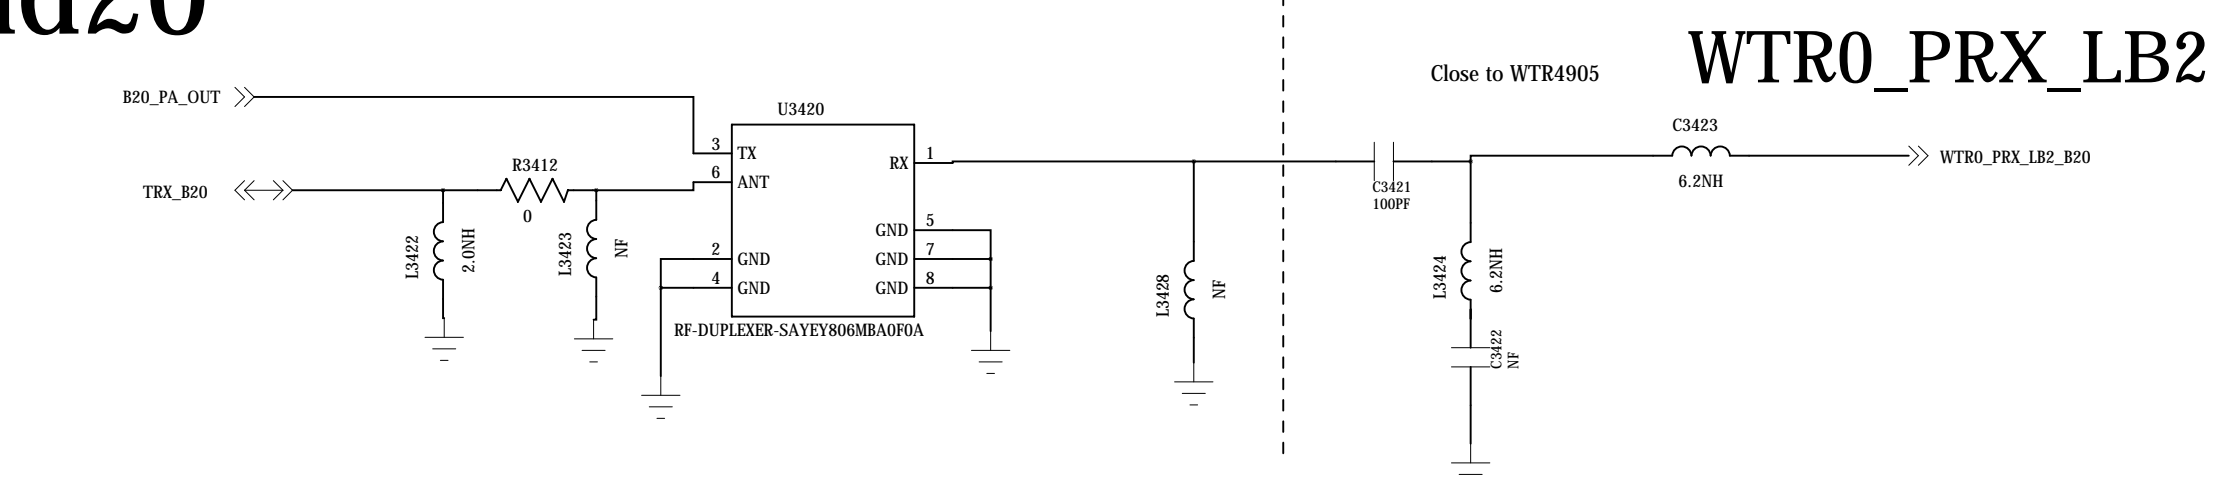 nd20
WTR0_PRX_LB2
Close to WTR4905
B20_PA_OUT
U3420
C3423
3
TX
R3412
RX
1
WTR0_PRX_LB2_B20
6
ANT
TRX_B20
0
C3421
100PF
6.2NH
5
GND
L3422
2.0NH
L3423
NF
2
GND
7
GND
4
GND
8
GND
L3428
NF
L3424
6.2NH
RF-DUPLEXER-SAYEY806MBA0F0A
C3422
NF